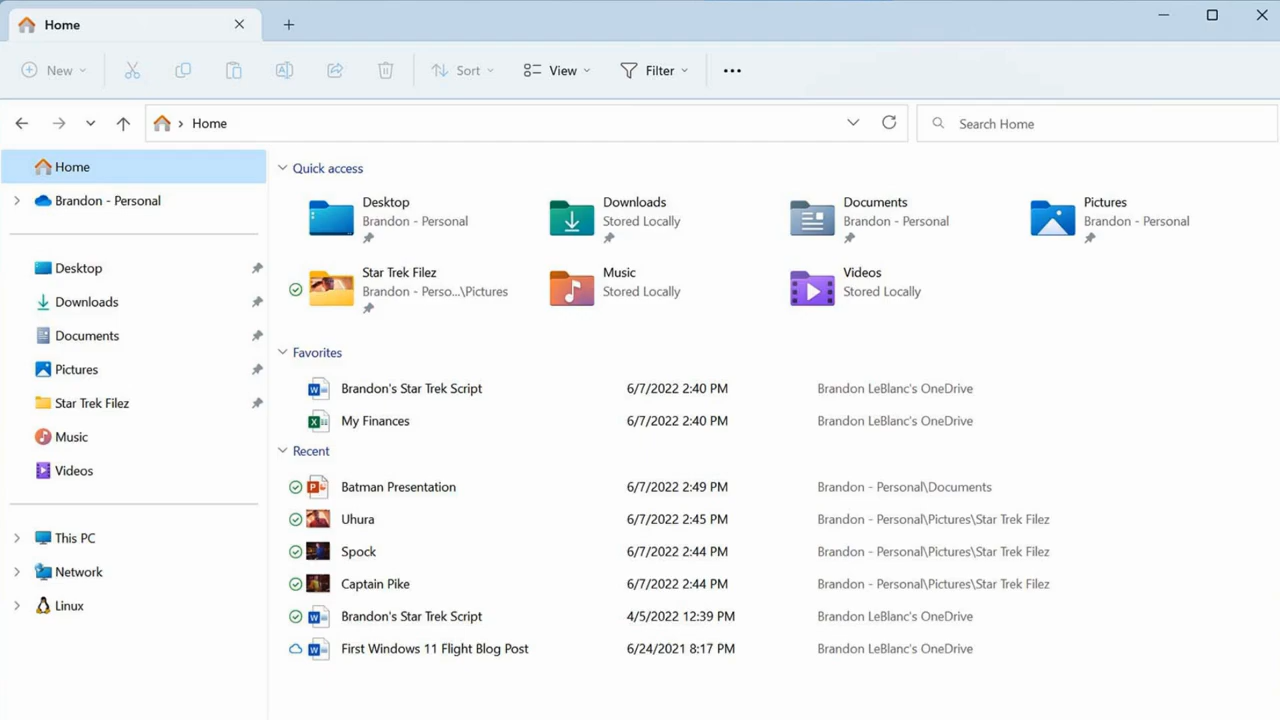 Home
New
Sort
View
Filter
Home
Search Home
Home
Brandon - Personal
Desktop
Downloads
Documents
Pictures
Star Trek Filez
Music
Videos
This PC
Network
Linux
Quick access
Desktop
Brandon - Personal
Downloads
Stored Locally
Documents
Brandon - Personal
Pictures
Brandon - Personal
Star Trek Filez
Brandon - Perso...\Pictures
Music
Stored Locally
Videos
Stored Locally
Favorites
Brandon's Star Trek Script 6/7/2022 2:40 PM Brandon LeBlanc's OneDrive
My Finances 6/7/2022 2:40 PM Brandon LeBlanc's OneDrive
Recent
Batman Presentation 6/7/2022 2:49 PM Brandon - Personal\Documents
Uhura 6/7/2022 2:45 PM Brandon - Personal\Pictures\Star Trek Filez
Spock 6/7/2022 2:44 PM Brandon - Personal\Pictures\Star Trek Filez
Captain Pike 6/7/2022 2:44 PM Brandon - Personal\Pictures\Star Trek Filez
Brandon's Star Trek Script 4/5/2022 12:39 PM Brandon LeBlanc's OneDrive
First Windows 11 Flight Blog Post 6/24/2021 8:17 PM Brandon LeBlanc's OneDrive